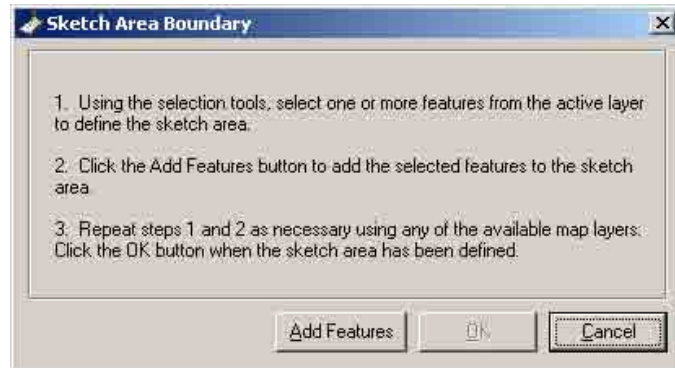 Sketch Area Boundary
1. Using the selection tools, select one or more features from the active layer
to define the sketch area.
2. Click the Add Features button to add the selected features to the sketch
area.
3. Repeat steps 1 and 2 as necessary using any of the available map layers.
Click the OK button when the sketch area has been defined.
Add Features
OK
Cancel